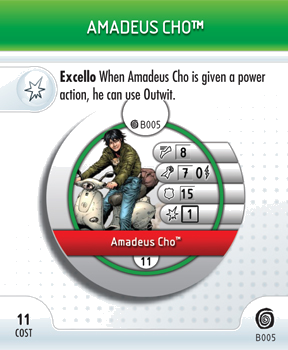 AMADEUS CHO™
Excello When Amadeus Cho is given a power
action, he can use Outwit.
B005
8
7 0
15
1
Amadeus Cho™
11
11
COST
B005